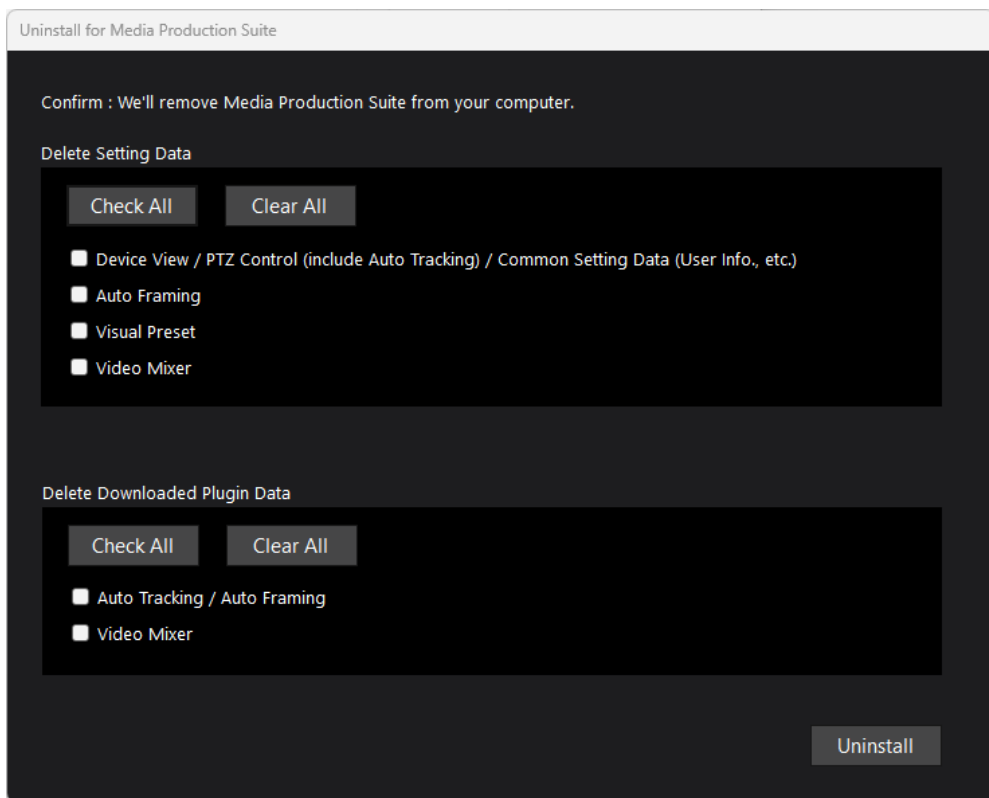 Uninstall for Media Production Suite
Confirm : We'll remove Media Production Suite from your computer.
Delete Setting Data
Check All Clear All
Device View / PTZ Control (include Auto Tracking) / Common Setting Data (User Info., etc.)
Auto Framing
Visual Preset
Video Mixer
Delete Downloaded Plugin Data
Check All Clear All
Auto Tracking / Auto Framing
Video Mixer
Uninstall